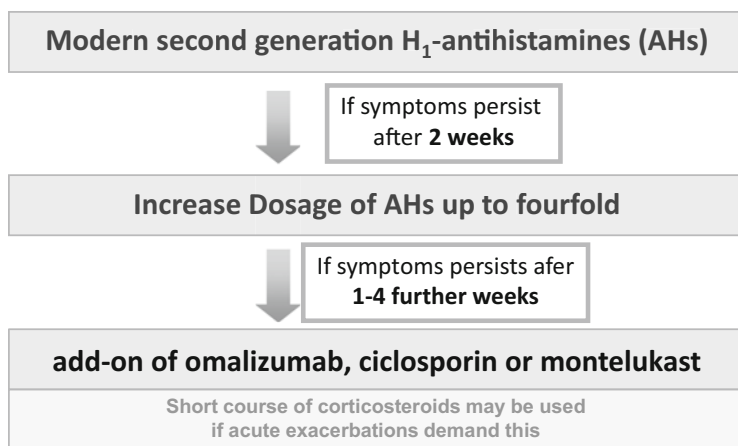 Modern second generation H₁-antihistamines (AHs)
If symptoms persist
after 2 weeks
Increase Dosage of AHs up to fourfold
If symptoms persists afer
1-4 further weeks
add-on of omalizumab, ciclosporin or montelukast
Short course of corticosteroids may be used
if acute exacerbations demand this